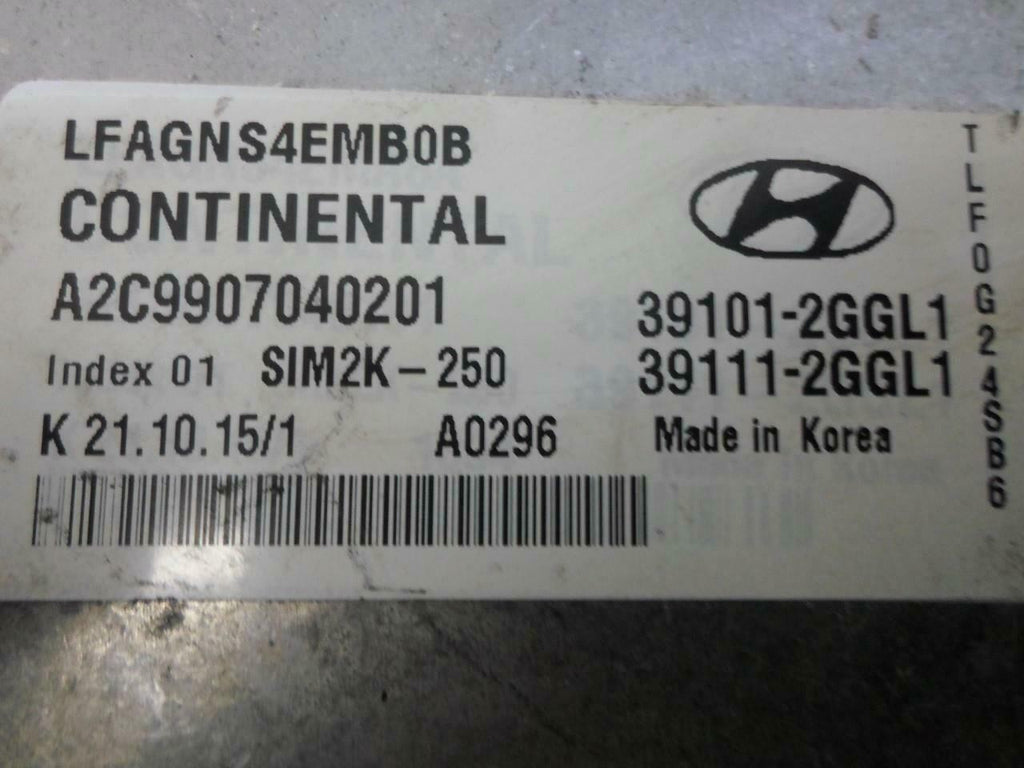 LFAGNS4EMB0B
CONTINENTAL
A2C9907040201
Index 01 SIM2K-250
K 21.10.15/1 A0296
39101-2GGL1
39111-2GGL1
Made in Korea
TLF0G24SB6